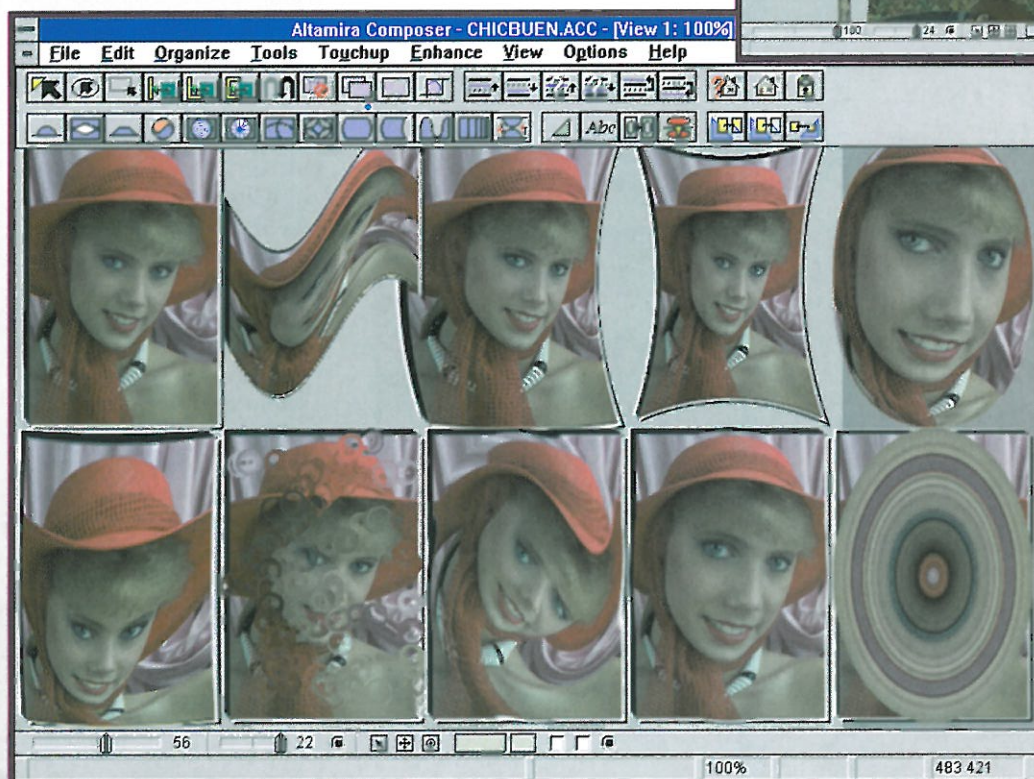 Altamira Composer - CHICBUEN.ACC - [View 1: 100%]
180 24
File Edit Organize Tools Touchup Enhance View Options Help
Abc
56 22
100% 483 421